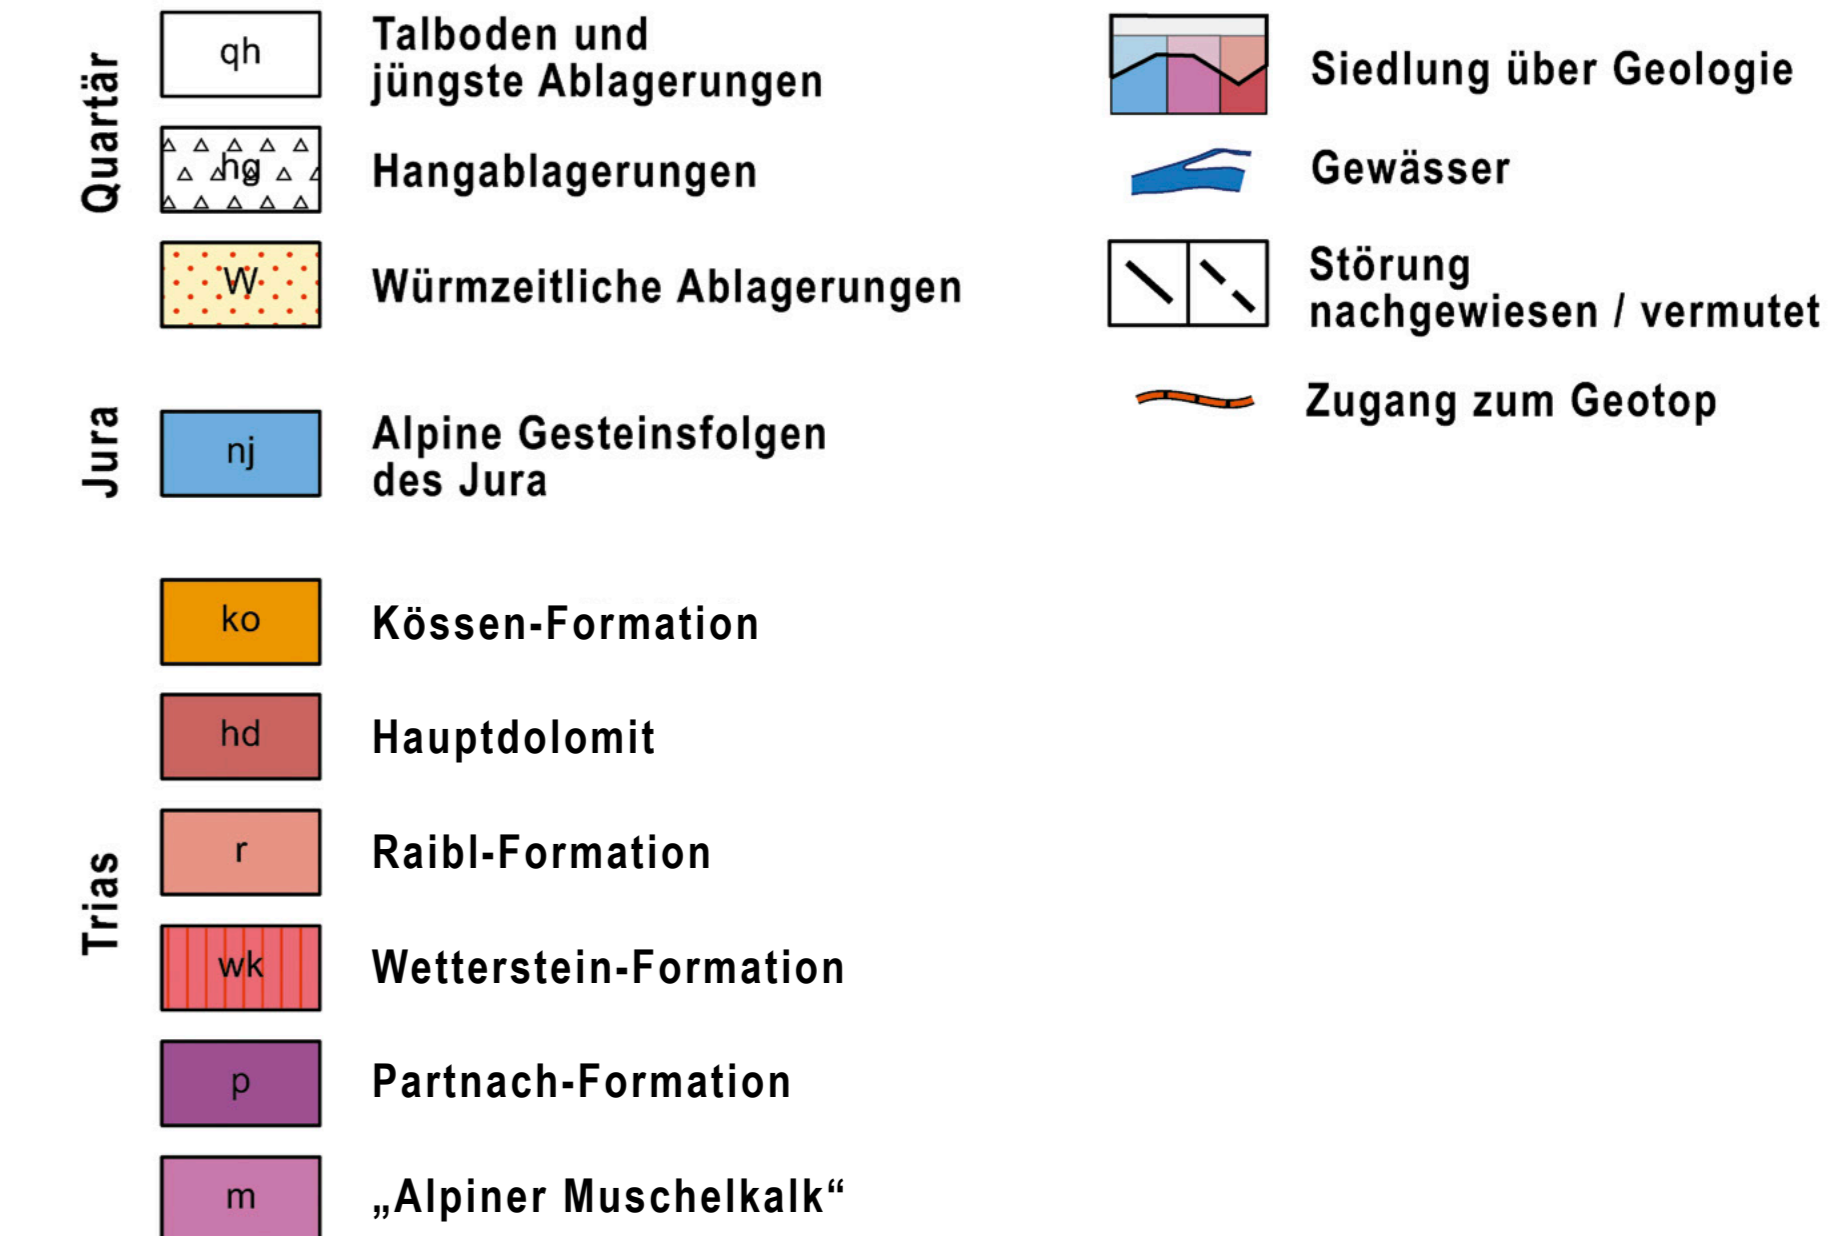 Quartär
qh
Talboden und
jüngste Ablagerungen
hg
Hangablagerungen
W
Würmzeitliche Ablagerungen
Jura
nj
Alpine Gesteinsfolgen
des Jura
Trias
ko
Kössen-Formation
hd
Hauptdolomit
r
Raibl-Formation
wk
Wetterstein-Formation
p
Partnach-Formation
m
„Alpiner Muschelkalk“
Siedlung über Geologie
Gewässer
Störung
nachgewiesen / vermutet
Zugang zum Geotop